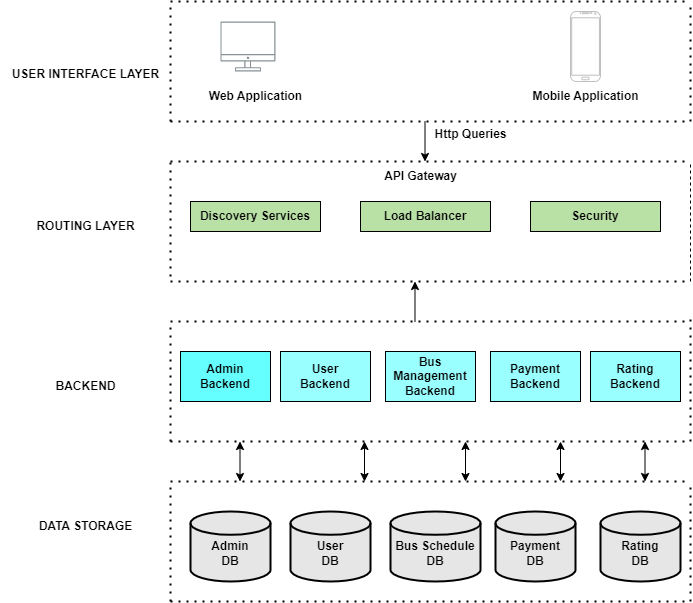 USER INTERFACE LAYER
Web Application
Mobile Application
Http Queries
API Gateway
ROUTING LAYER
Discovery Services
Load Balancer
Security
BACKEND
Admin
Backend
User
Backend
Bus
Management
Backend
Payment
Backend
Rating
Backend
DATA STORAGE
Admin
DB
User
DB
Bus Schedule
DB
Payment
DB
Rating
DB